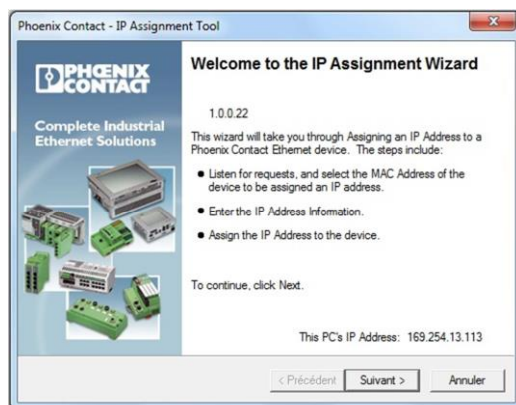 Phoenix Contact - IP Assignment Tool
PHŒNIX
CONTACT
Complete Industrial
Ethernet Solutions
Welcome to the IP Assignment Wizard
1.0.0.22
This wizard will take you through Assigning an IP Address to a
Phoenix Contact Ethernet device. The steps include:
● Listen for requests, and select the MAC Address of the
device to be assigned an IP address.
● Enter the IP Address Information.
● Assign the IP Address to the device.
To continue, click Next.
This PC's IP Address: 169.254.13.113
< Précédent
Suivant >
Annuler